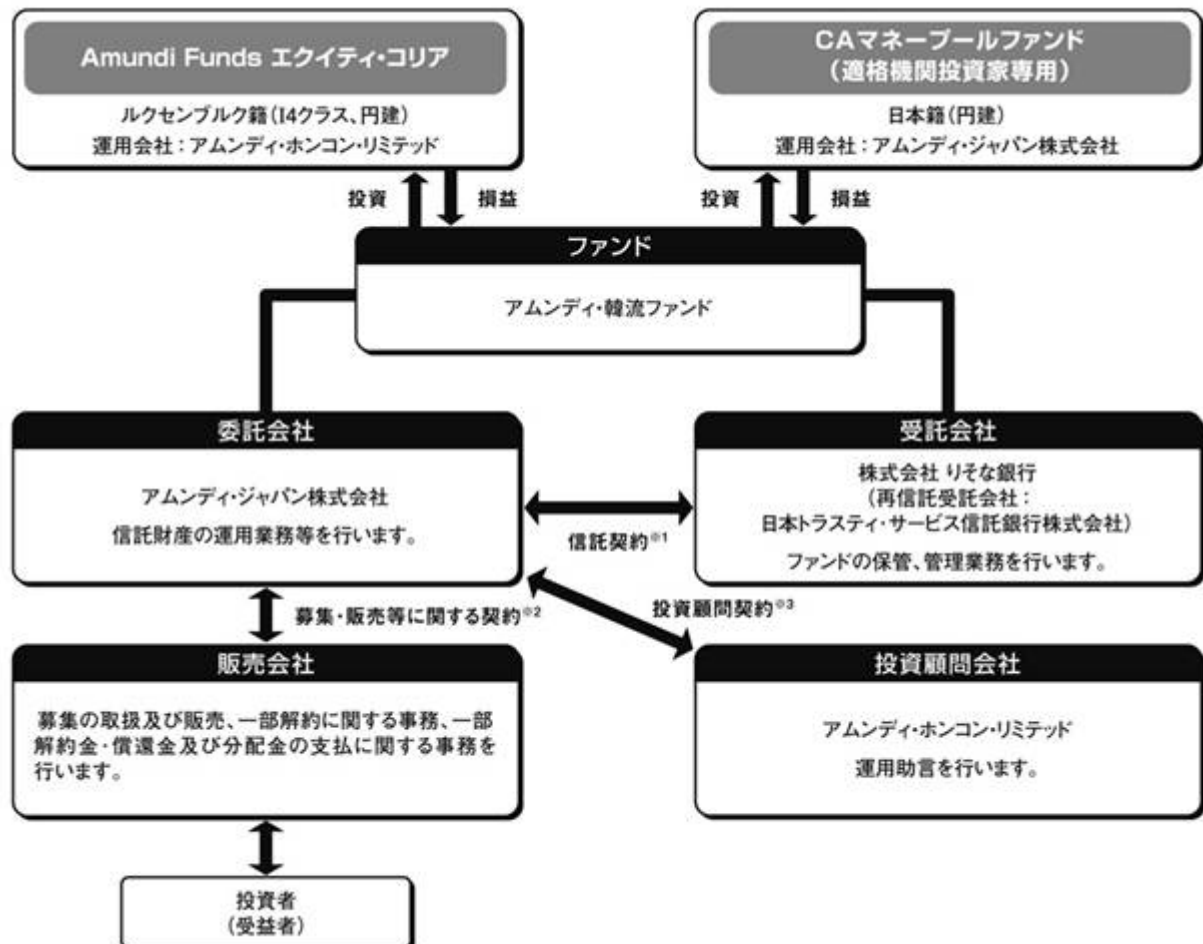 Amundi Funds エクイティ・コリア
ルクセンブルク籍(I4クラス、円建)
運用会社：アムンディ・ホンコン・リミテッド
CAマネープールファンド
(適格機関投資家専用)
日本籍(円建)
運用会社：アムンディ・ジャパン株式会社
投資
損益
投資
損益
ファンド
アムンディ・韓流ファンド
委託会社
アムンディ・ジャパン株式会社
信託財産の運用業務等を行います。
受託会社
株式会社 りそな銀行
(再信託受託会社：
日本トラスティ・サービス信託銀行株式会社)
ファンドの保管、管理業務を行います。
信託契約※1
募集・販売等に関する契約※2
投資顧問契約※3
販売会社
募集の取扱及び販売、一部解約に関する事務、一部
解約金・償還金及び分配金の支払に関する事務を
行います。
投資顧問会社
アムンディ・ホンコン・リミテッド
運用助言を行います。
投資者
(受益者)